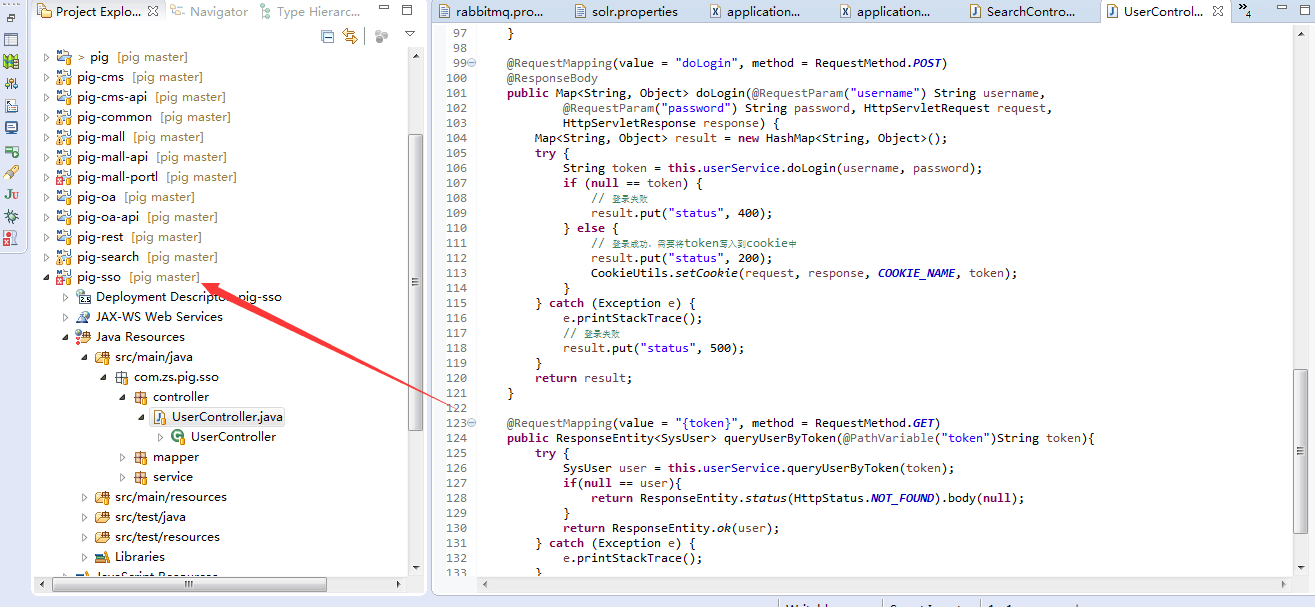 Project Explo...
Navigator
Type Hierarc...
> pig [pig master]
pig-cms [pig master]
pig-cms-api [pig master]
pig-common [pig master]
pig-mall [pig master]
pig-mall-api [pig master]
pig-mall-portl [pig master]
pig-oa [pig master]
pig-oa-api [pig master]
pig-rest [pig master]
pig-search [pig master]
pig-sso [pig master]
Deployment Descriptor: pig-sso
JAX-WS Web Services
Java Resources
src/main/java
com.zs.pig.sso
controller
UserController.java
UserController
mapper
service
src/main/resources
src/test/java
src/test/resources
Libraries
JavaScript Resources
rabbitmq.pro...
solr.properties
application....
application....
SearchContro...
UserControl...
»4
97 }
98
99 @RequestMapping(value = "doLogin", method = RequestMethod.POST)
100 @ResponseBody
101 public Map<String, Object> doLogin(@RequestParam("username") String username,
102 @RequestParam("password") String password, HttpServletRequest request,
103 HttpServletResponse response) {
104 Map<String, Object> result = new HashMap<String, Object>();
105 try {
106 String token = this.userService.doLogin(username, password);
107 if (null == token) {
108 // 登录失败
109 result.put("status", 400);
110 } else {
111 // 登录成功，需要将token写入到cookie中
112 result.put("status", 200);
113 CookieUtils.setCookie(request, response, COOKIE_NAME, token);
114 }
115 } catch (Exception e) {
116 e.printStackTrace();
117 // 登录失败
118 result.put("status", 500);
119 }
120 return result;
121 }
122
123 @RequestMapping(value = "{token}", method = RequestMethod.GET)
124 public ResponseEntity<SysUser> queryUserByToken(@PathVariable("token")String token){
125 try {
126 SysUser user = this.userService.queryUserByToken(token);
127 if(null == user){
128 return ResponseEntity.status(HttpStatus.NOT_FOUND).body(null);
129 }
130 return ResponseEntity.ok(user);
131 } catch (Exception e) {
132 e.printStackTrace();
133 }